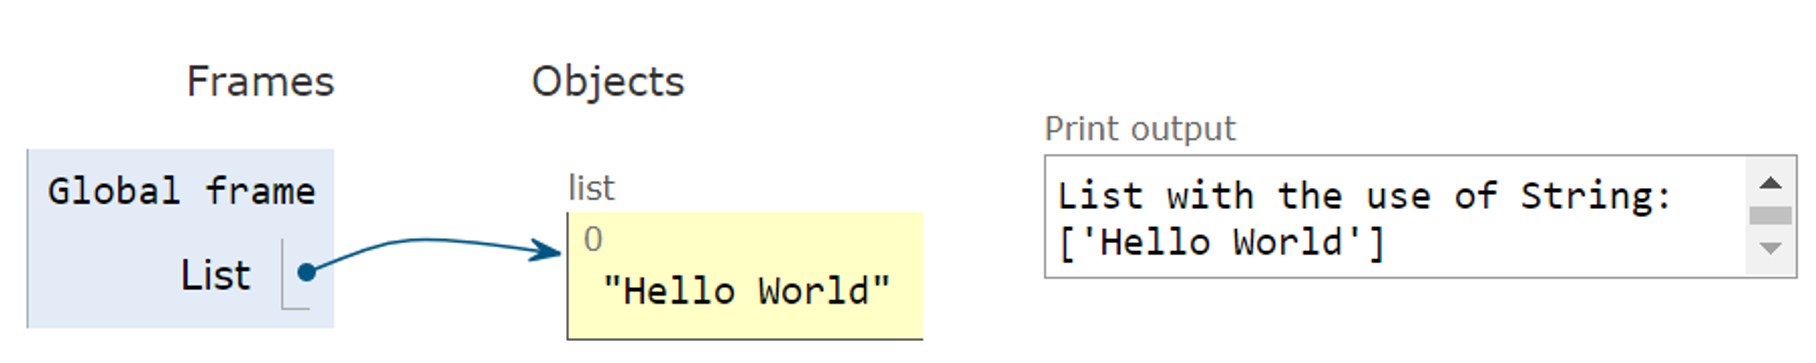 Frames
Objects
Global frame
List
list
0
"Hello World"
Print output
List with the use of String:
['Hello World']